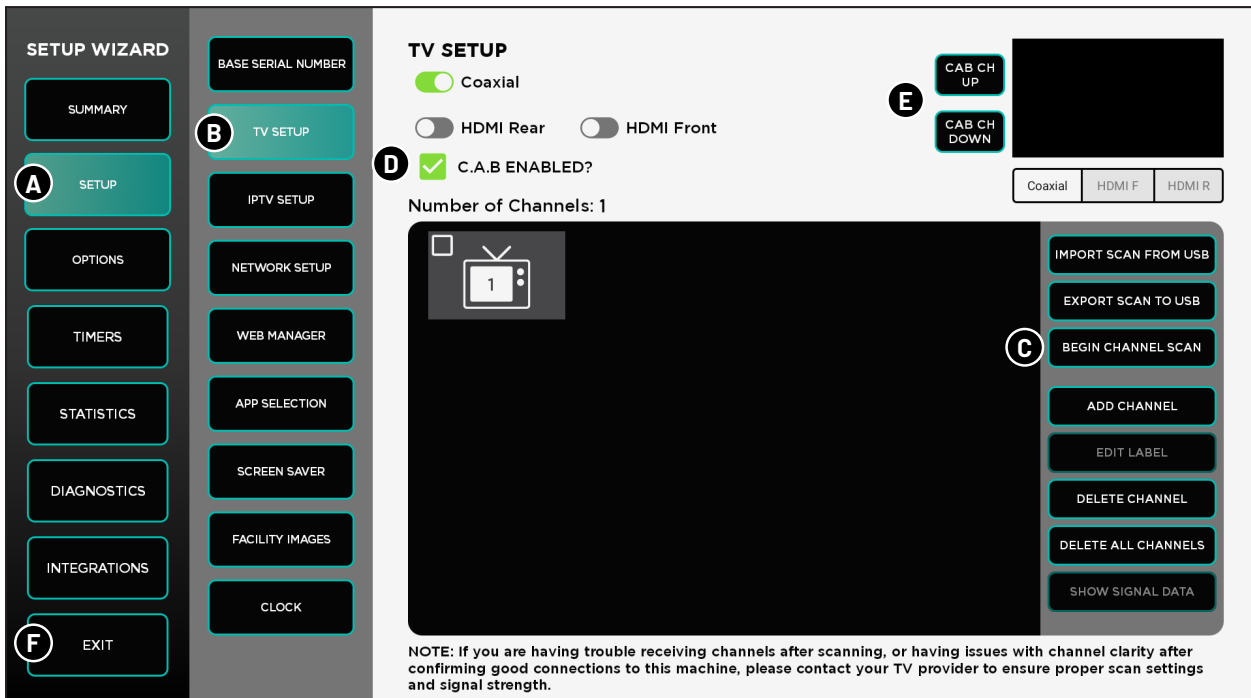 SETUP WIZARD
SUMMARY
A
SETUP
OPTIONS
TIMERS
STATISTICS
DIAGNOSTICS
INTEGRATIONS
F
EXIT
BASE SERIAL NUMBER
B
TV SETUP
IPTV SETUP
NETWORK SETUP
WEB MANAGER
APP SELECTION
SCREEN SAVER
FACILITY IMAGES
CLOCK
TV SETUP
Coaxial
HDMI Rear
HDMI Front
D
C.A.B ENABLED?
Number of Channels: 1
1
E
CAB CH
UP
CAB CH
DOWN
Coaxial
HDMI F
HDMI R
IMPORT SCAN FROM USB
EXPORT SCAN TO USB
C
BEGIN CHANNEL SCAN
ADD CHANNEL
EDIT LABEL
DELETE CHANNEL
DELETE ALL CHANNELS
SHOW SIGNAL DATA
NOTE: If you are having trouble receiving channels after scanning, or having issues with channel clarity after
confirming good connections to this machine, please contact your TV provider to ensure proper scan settings
and signal strength.